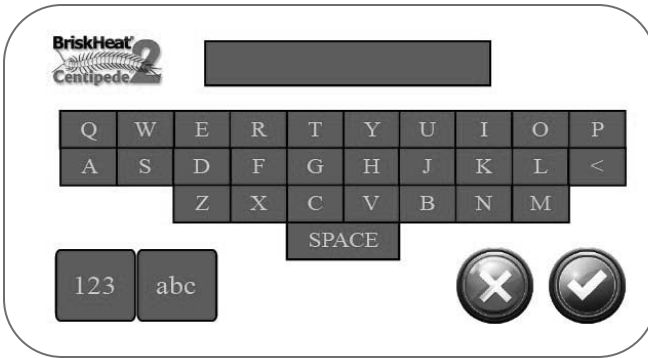 BriskHeat®
Centipede 2
Q W E R T Y U I O P
A S D F G H J K L <
Z X C V B N M
SPACE
123 abc